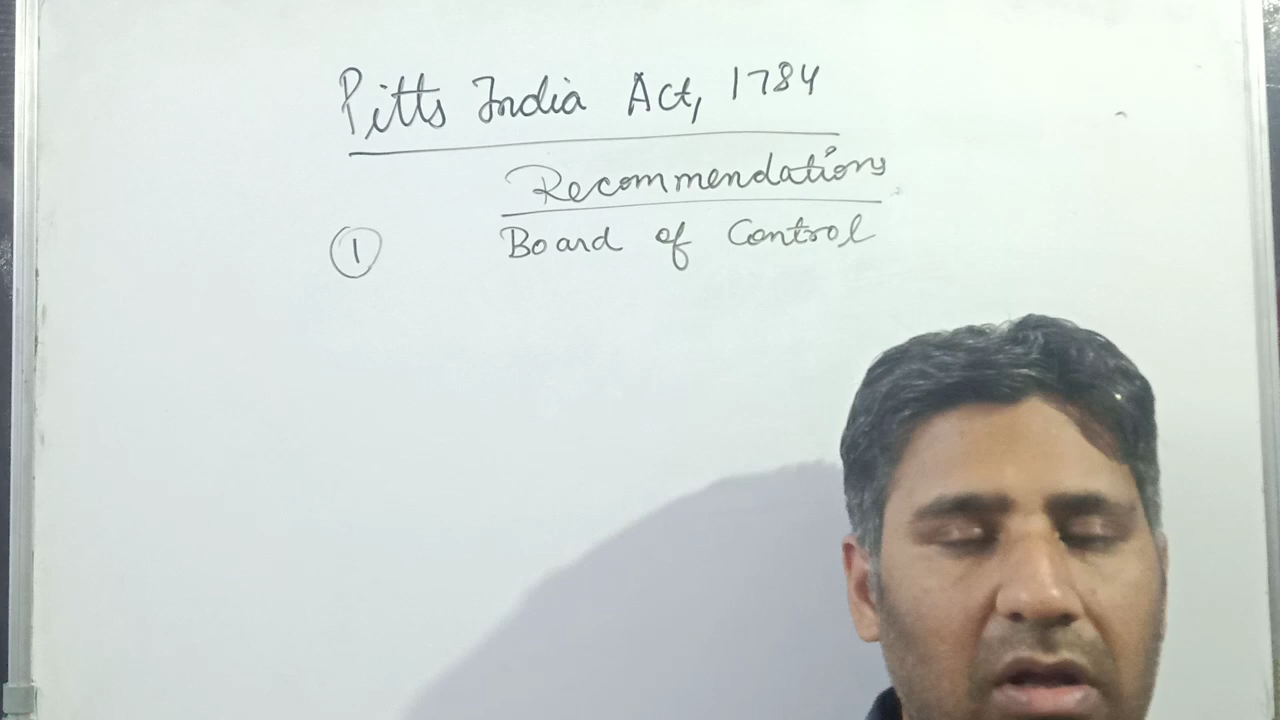 Pitts India Act, 1784
Recommendations
① Board of Control